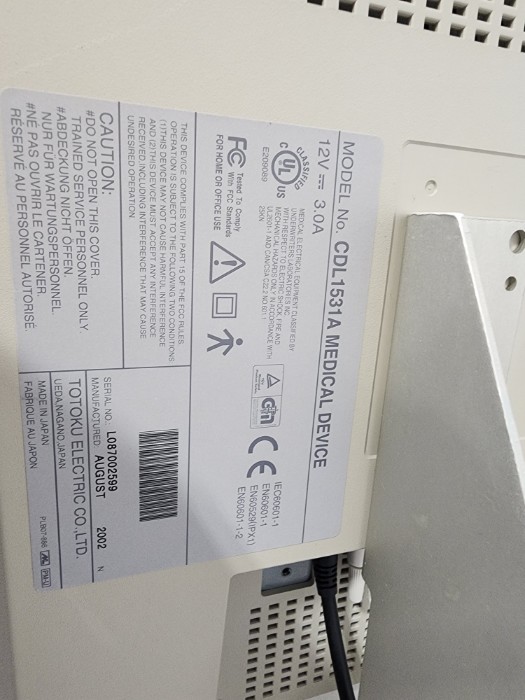 MODEL No. CDL1531A MEDICAL DEVICE
12V 3.0A
CLASSIFIED
UL
C US
E209089
MEDICAL ELECTRICAL EQUIPMENT CLASSIFIED BY
UNDERWRITERS LABORATORIES INC.
WITH RESPECT TO ELECTRIC SHOCK, FIRE AND
MECHANICAL HAZARDS ONLY IN ACCORDANCE WITH
UL2601-1 AND CAN/CSA C22.2 NO.601.1
CE
IEC60601-1
EN60601-1
EN60529(IPX1)
EN60601-1-2
FC Tested To Comply
With FCC Standards
FOR HOME OR OFFICE USE
THIS DEVICE COMPLIES WITH PART 15 OF THE FCC RULES.
OPERATION IS SUBJECT TO THE FOLLOWING TWO CONDITIONS
(1)THIS DEVICE MAY NOT CAUSE HARMFUL INTERFERENCE
AND (2)THIS DEVICE MUST ACCEPT ANY INTERFERENCE
RECEIVED INCLUDING INTERFERENCE THAT MAY CAUSE
UNDESIRED OPERATION.
CAUTION:
#DO NOT OPEN THIS COVER.
TRAINED SERVICE PERSONNEL ONLY.
#ABDECKUNG NICHT OFFEN.
NUR FUR WARTUNGSPERSONNEL.
#NE PAS OUVRIR LE CARTENER.
RÉSERVÉ AU PERSONNEL AUTORISÉ.
SERIAL NO. L087002599
MANUFACTURED AUGUST 2002 N
TOTOKU ELECTRIC CO.,LTD.
UEDA,NAGANO,JAPAN
MADE IN JAPAN
FABRIQUE AU JAPON